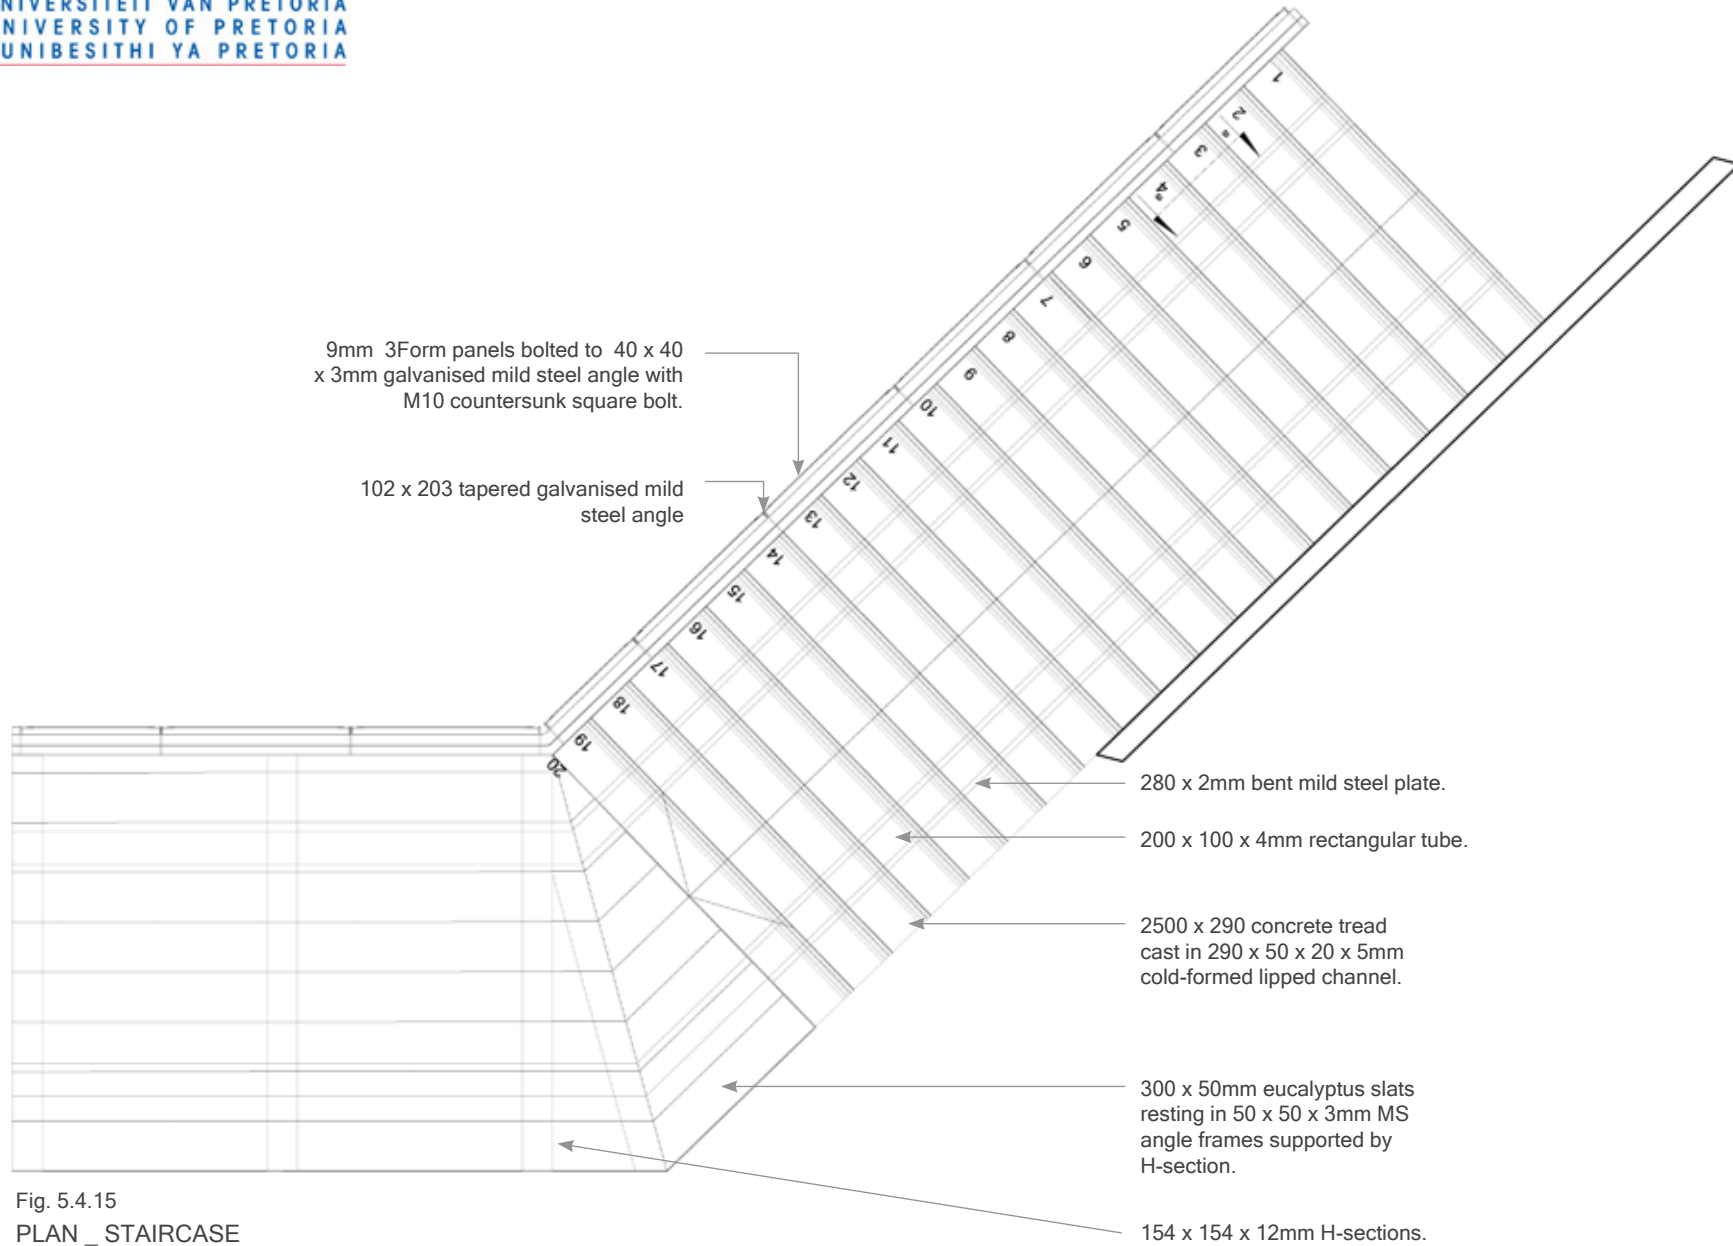 NIVERSITEIT VAN PRETORIA
NIVERSITY OF PRETORIA
UNIBESITHI YA PRETORIA
1
2
3
4
5
6
7
8
9
10
11
12
13
14
15
16
17
18
19
20
9mm 3Form panels bolted to 40 x 40
x 3mm galvanised mild steel angle with
M10 countersunk square bolt.
102 x 203 tapered galvanised mild
steel angle
280 x 2mm bent mild steel plate.
200 x 100 x 4mm rectangular tube.
2500 x 290 concrete tread
cast in 290 x 50 x 20 x 5mm
cold-formed lipped channel.
300 x 50mm eucalyptus slats
resting in 50 x 50 x 3mm MS
angle frames supported by
H-section.
154 x 154 x 12mm H-sections.
Fig. 5.4.15
PLAN _ STAIRCASE